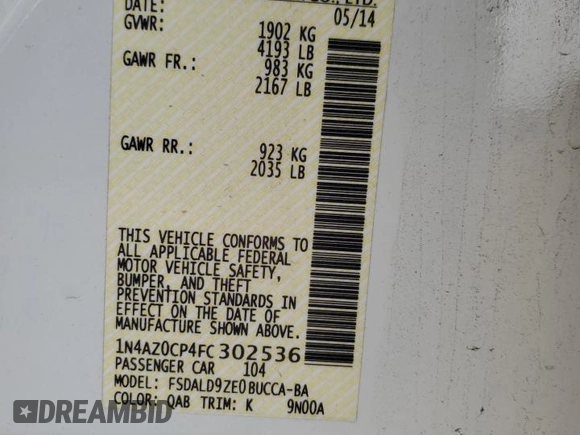 CO., LTD.
DATE: 05/14
GVWR: 1902 KG
4193 LB
GAWR FR.: 983 KG
2167 LB
GAWR RR.: 923 KG
2035 LB
THIS VEHICLE CONFORMS TO
ALL APPLICABLE FEDERAL
MOTOR VEHICLE SAFETY,
BUMPER, AND THEFT
PREVENTION STANDARDS IN
EFFECT ON THE DATE OF
MANUFACTURE SHOWN ABOVE.
1N4AZ0CP4FC302536
PASSENGER CAR 104
MODEL: FSDALD9ZE0BUCCA-BA
COLOR: QAB TRIM: K 9N00A
DREAMBID